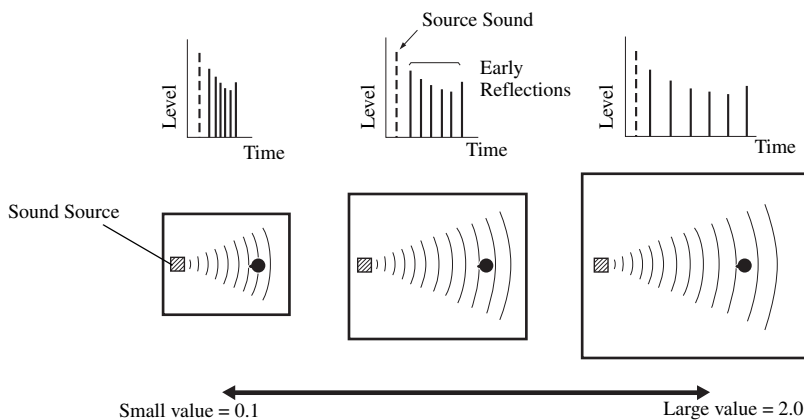 Source Sound
Early
Reflections
Level
Time
Level
Time
Level
Time
Sound Source
Small value = 0.1
Large value = 2.0